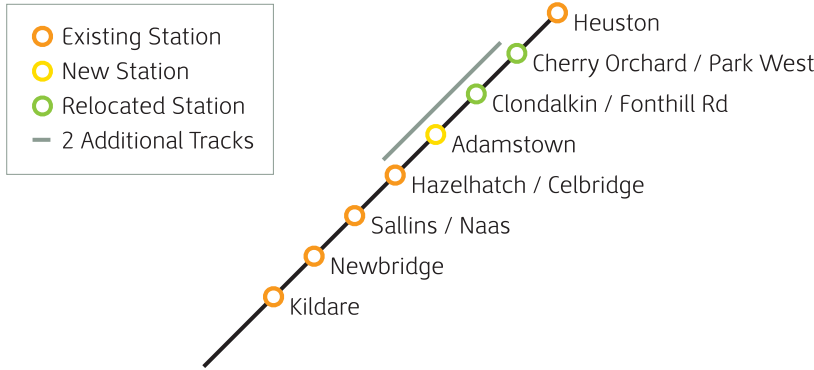 Existing Station
New Station
Relocated Station
2 Additional Tracks
Heuston
Cherry Orchard / Park West
Clondalkin / Fonthill Rd
Adamstown
Hazelhatch / Celbridge
Sallins / Naas
Newbridge
Kildare